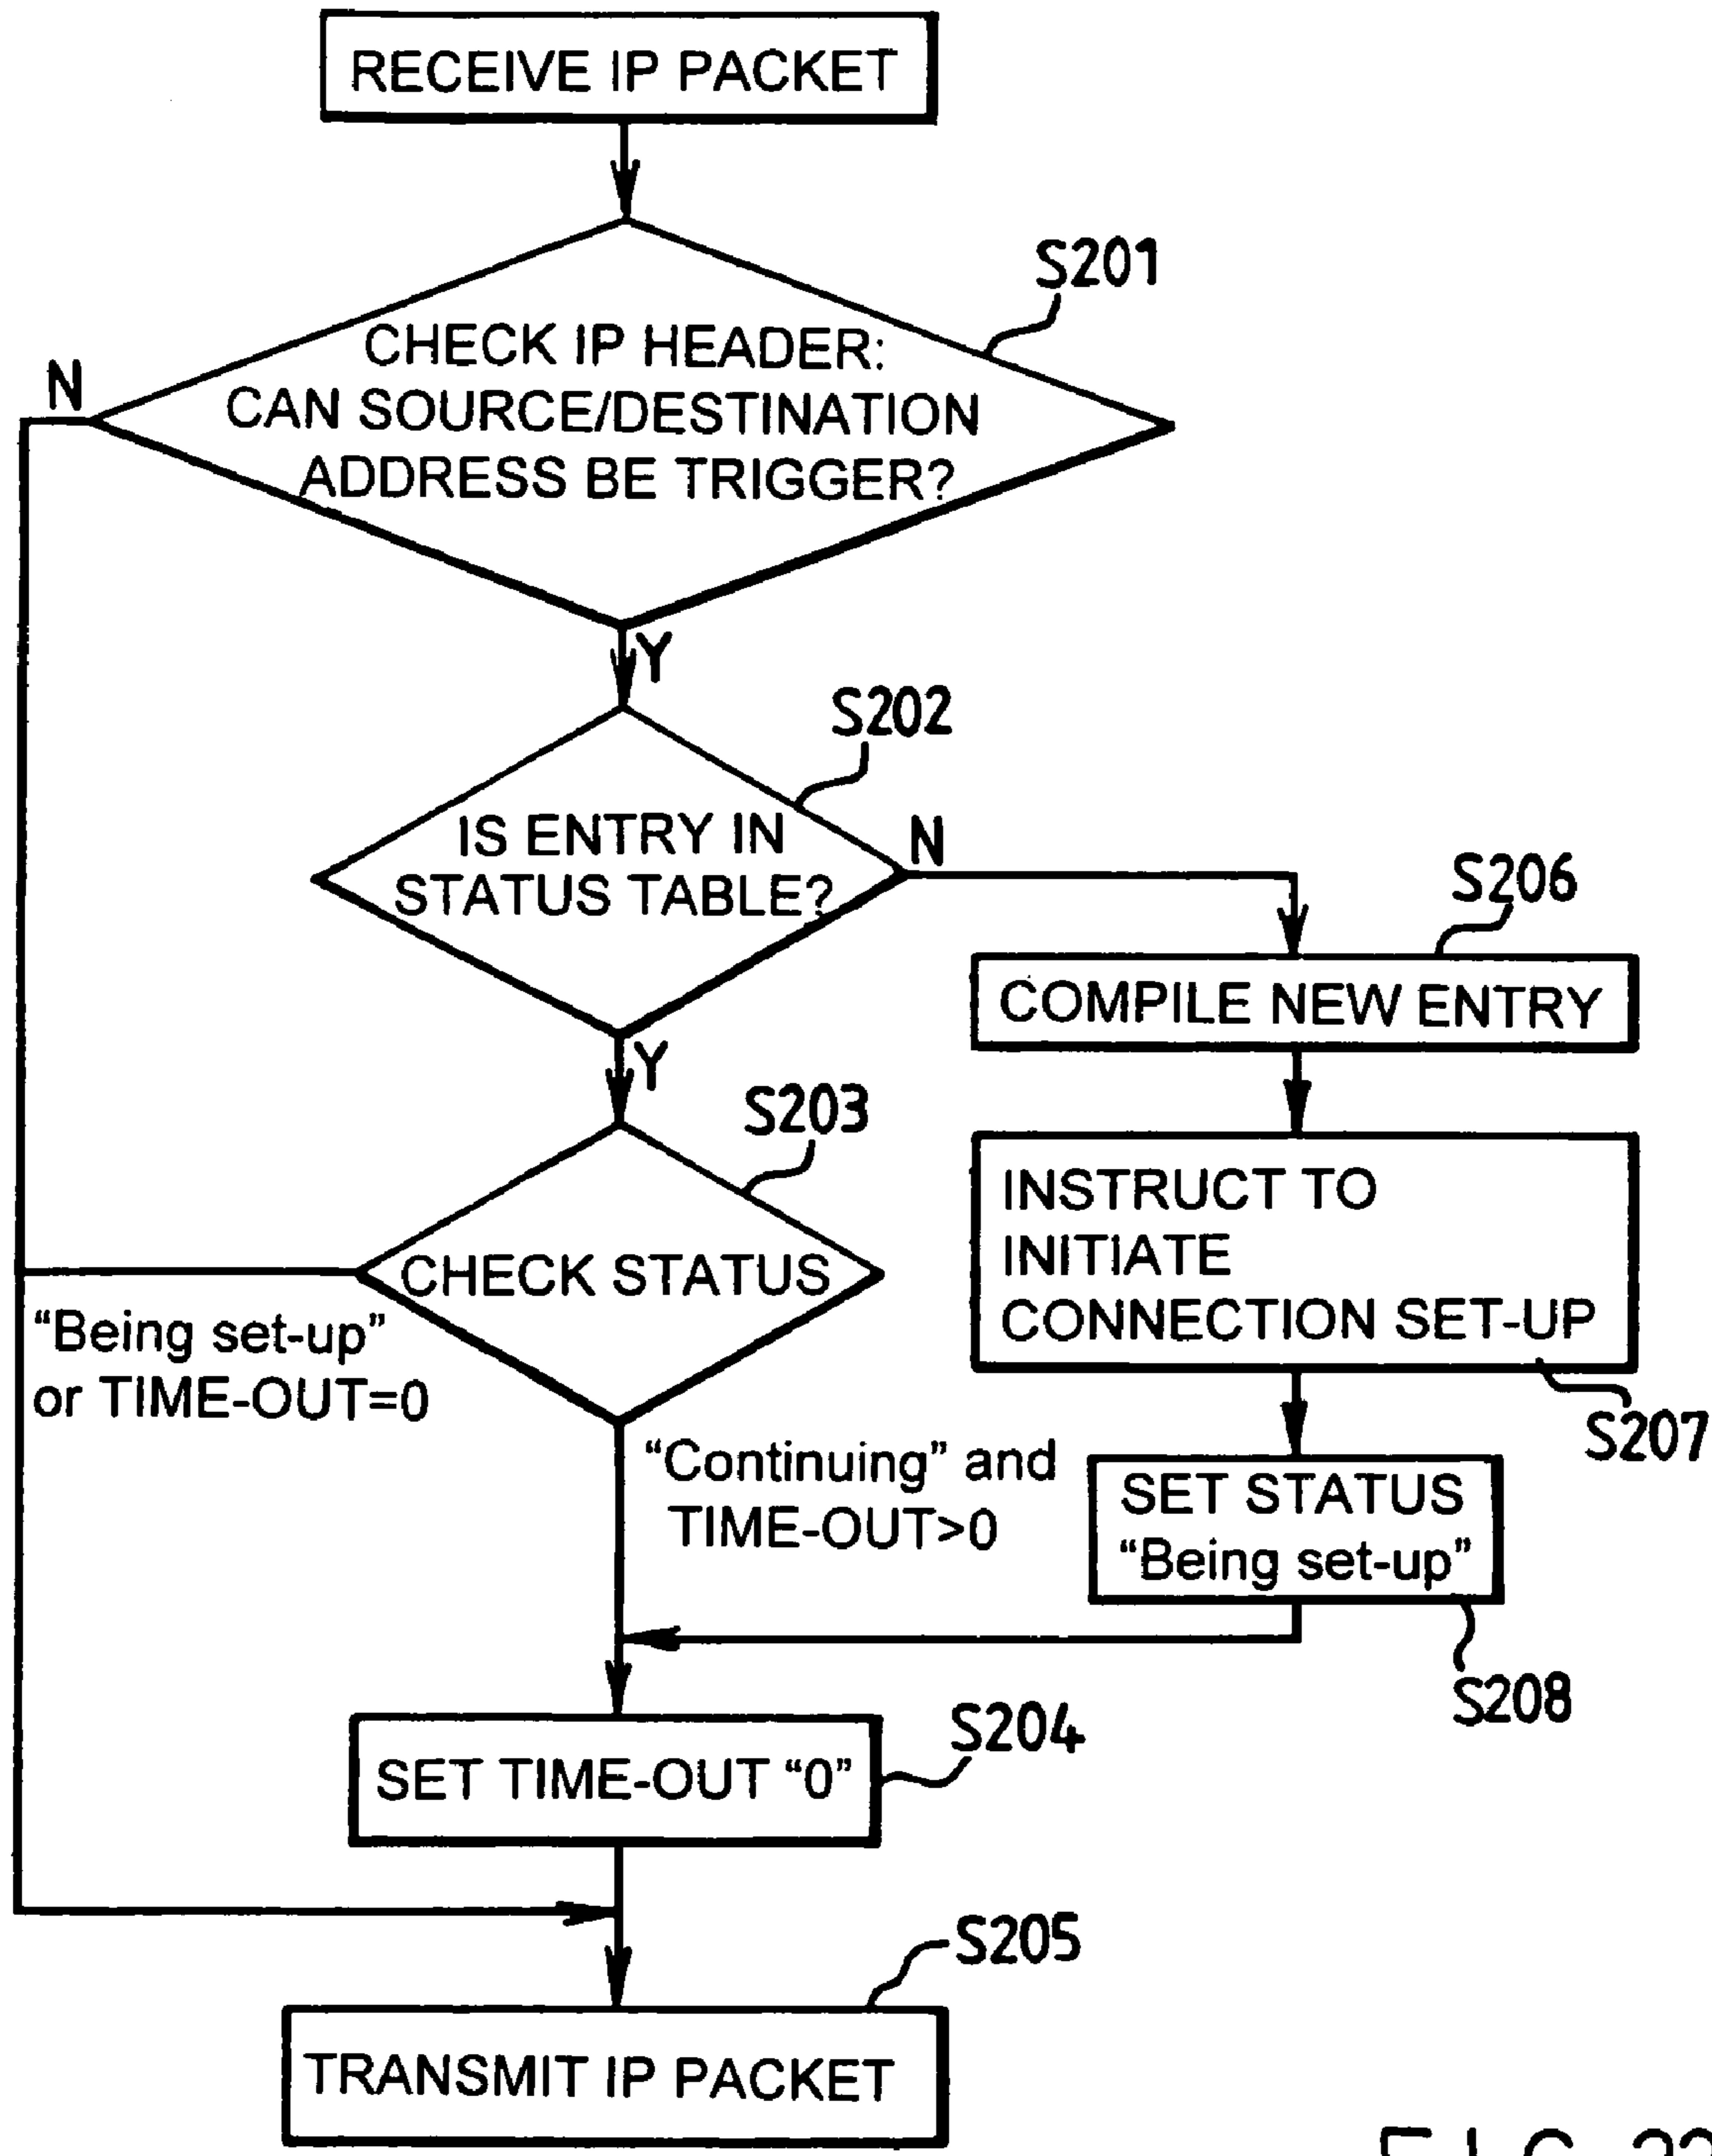 RECEIVE IP PACKET
S201
CHECK IP HEADER:
CAN SOURCE/DESTINATION
ADDRESS BE TRIGGER?
N
Y
S202
IS ENTRY IN
STATUS TABLE?
N
S206
COMPILE NEW ENTRY
Y
S203
CHECK STATUS
INSTRUCT TO
INITIATE
CONNECTION SET-UP
S207
“Being set-up”
or TIME-OUT=0
“Continuing” and
TIME-OUT>0
SET STATUS
“Being set-up”
S208
S204
SET TIME-OUT “0”
S205
TRANSMIT IP PACKET